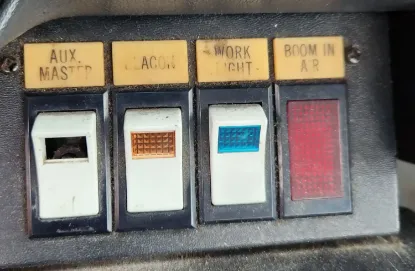 AUX.
MASTER
BEACON
WORK
LIGHT
BOOM IN
AIR